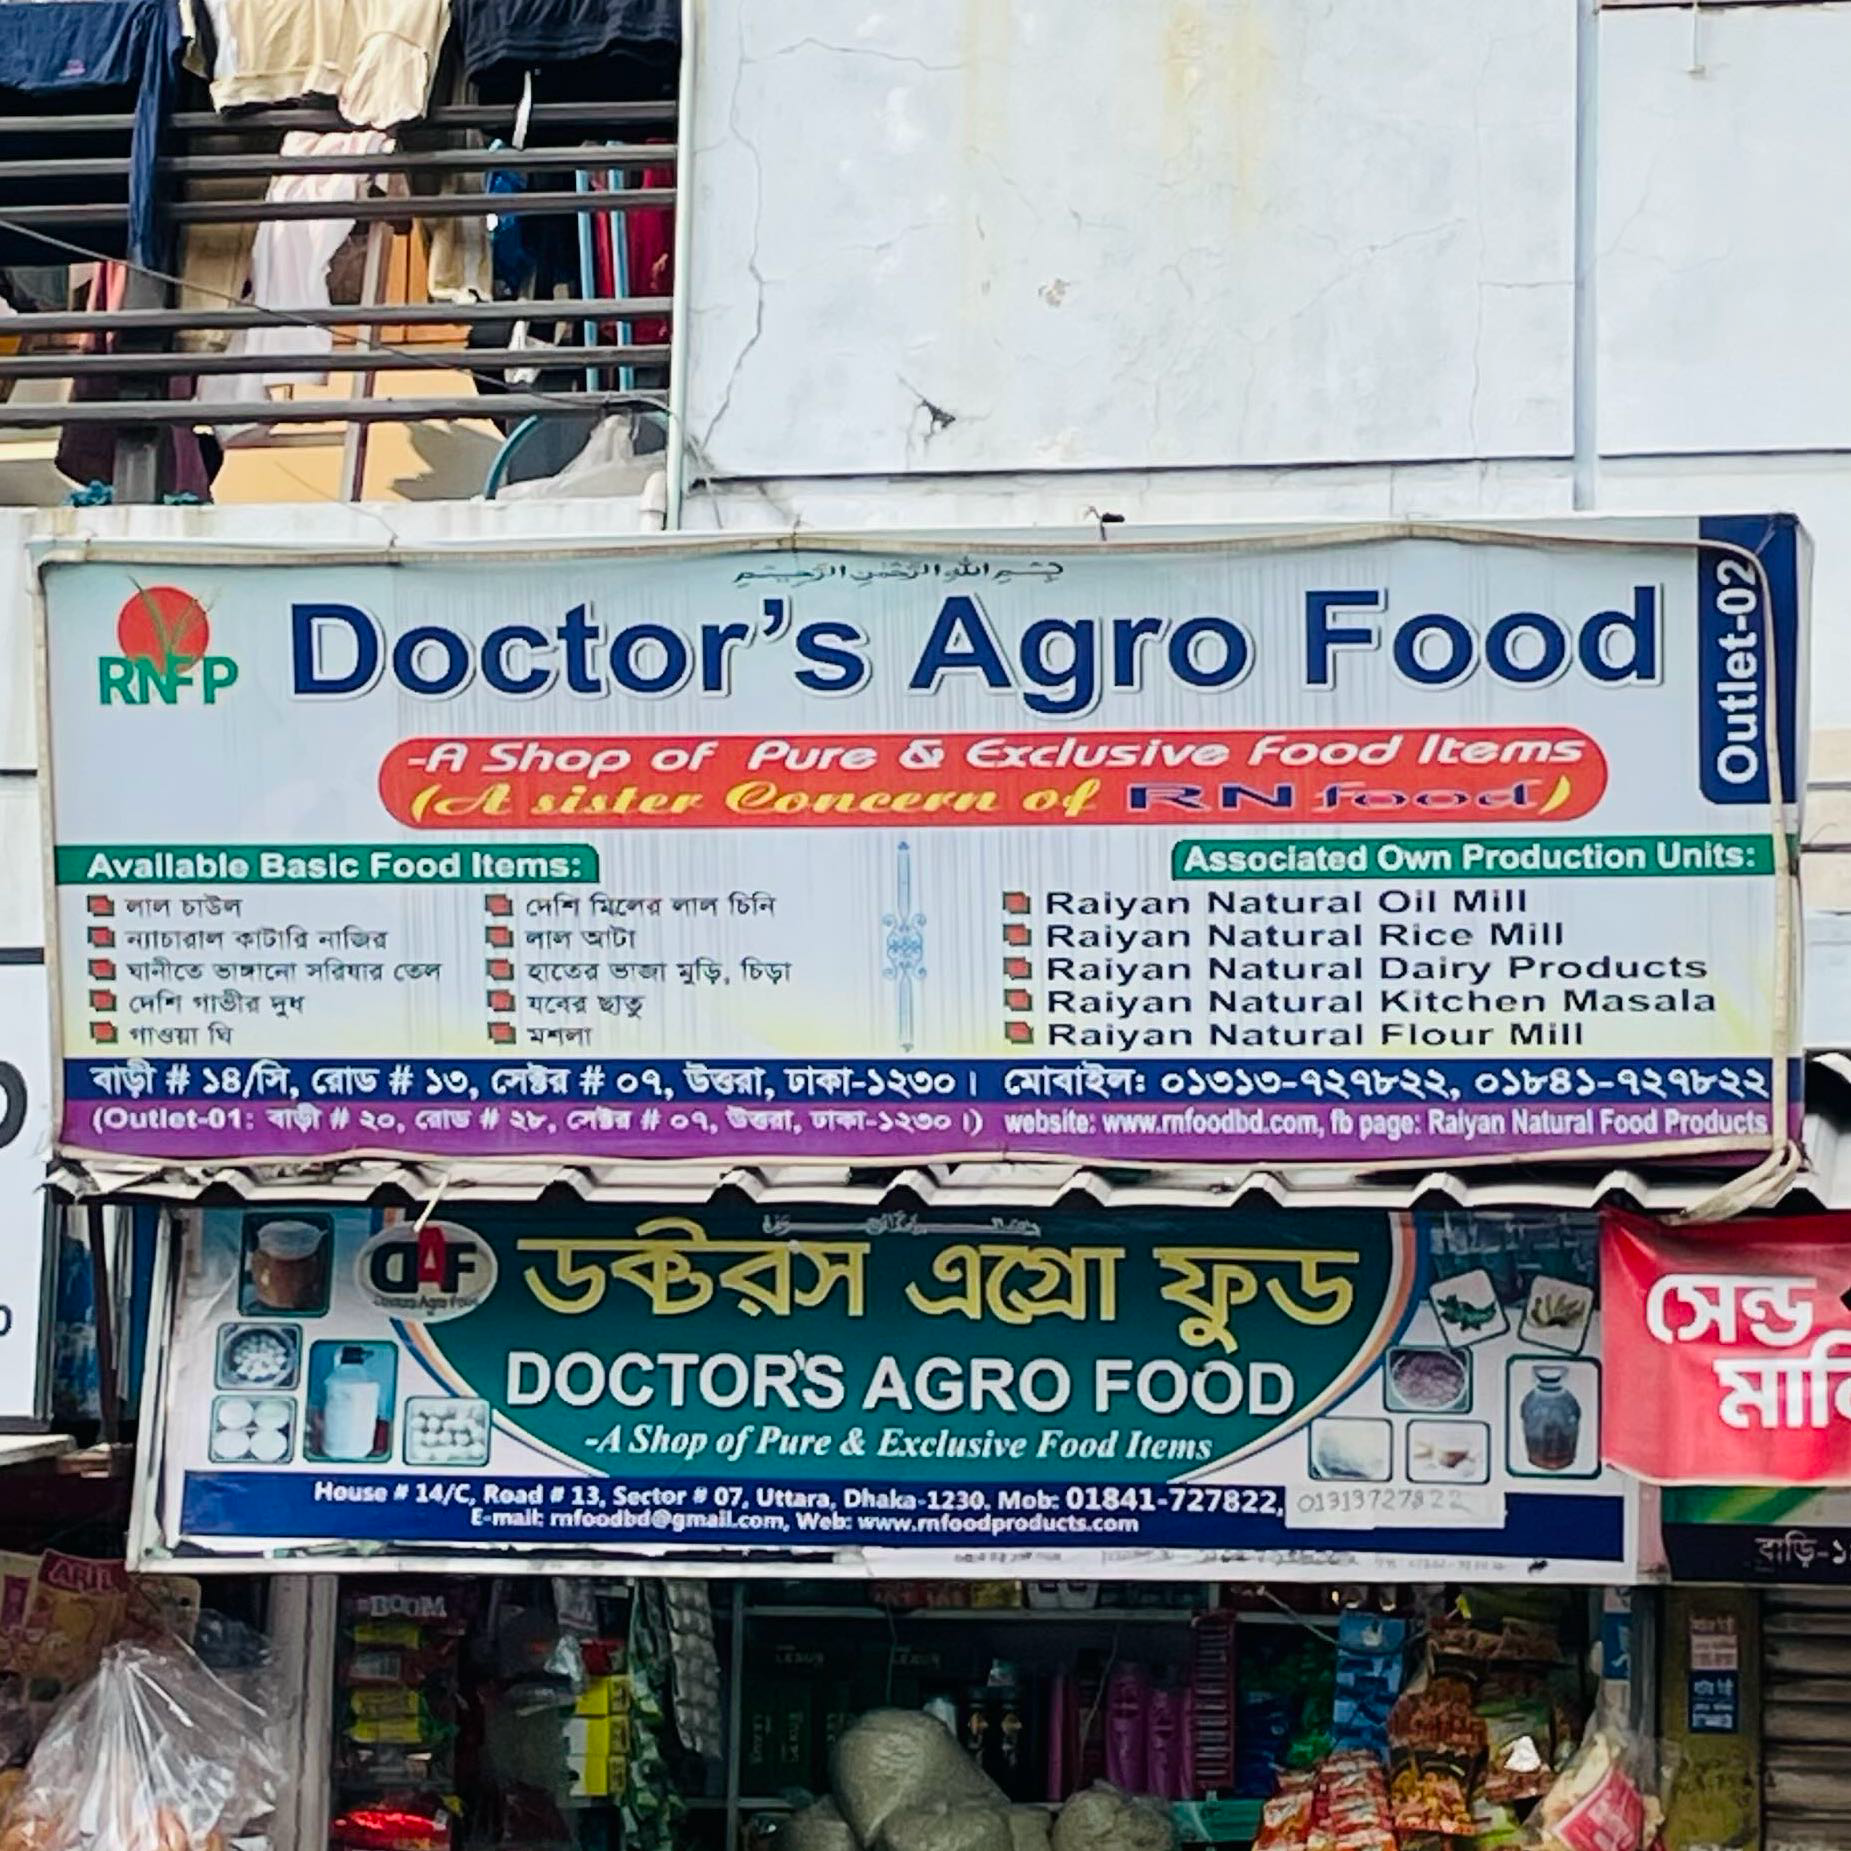 بسم الله الرحمن الرحيم
RNFP
Doctor's Agro Food
Outlet-02
-A Shop of Pure & Exclusive Food Items
(A sister Concern of RN food)
Available Basic Food Items:
লাল চাউল
ন্যাচারাল কাটারি নাজির
ঘানীতে ভাঙ্গানো সরিষার তেল
দেশি গাভীর দুধ
গাওয়া ঘি
দেশি মিলের লাল চিনি
লাল আটা
হাতের ভাজা মুড়ি, চিড়া
যবের ছাতু
মশলা
Associated Own Production Units:
Raiyan Natural Oil Mill
Raiyan Natural Rice Mill
Raiyan Natural Dairy Products
Raiyan Natural Kitchen Masala
Raiyan Natural Flour Mill
বাড়ী # ১৪/সি, রোড # ১৩, সেক্টর # ০৭, উত্তরা, ঢাকা-১২৩০। মোবাইল: ০১৩১৩-৭২৭৮২২, ০১৮৪১-৭২৭৮২২
(Outlet-01: বাড়ী # ২০, রোড # ২৮, সেক্টর # ০৭, উত্তরা, ঢাকা-১২৩০।) website: www.rnfoodbd.com, fb page: Raiyan Natural Food Products
DAF
Doctors Agro Food
ডক্টরস এগ্রো ফুড
DOCTOR'S AGRO FOOD
-A Shop of Pure & Exclusive Food Items
House # 14/C, Road # 13, Sector # 07, Uttara, Dhaka-1230. Mob: 01841-727822, 01313727822
E-mail: rnfoodbd@gmail.com, Web: www.rnfoodproducts.com
সেন্ড
মানি
বাড়ি-১
BOOM